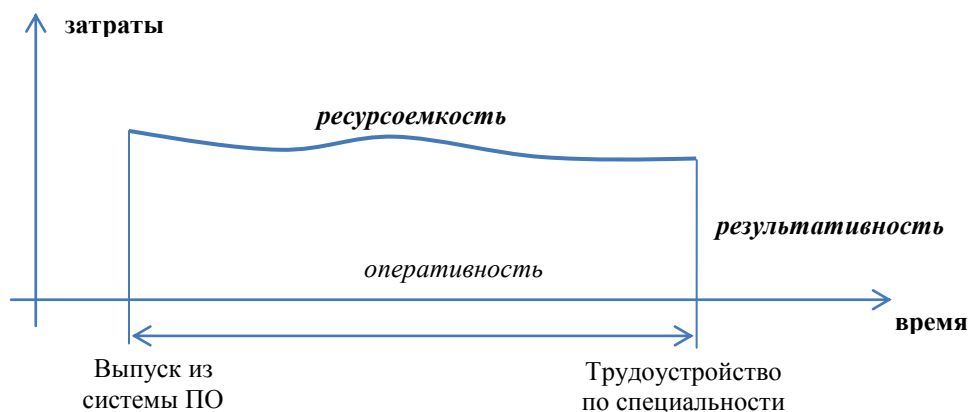 затраты
ресурсоемкость
результативность
оперативность
время
Выпуск из
системы ПО
Трудоустройство
по специальности